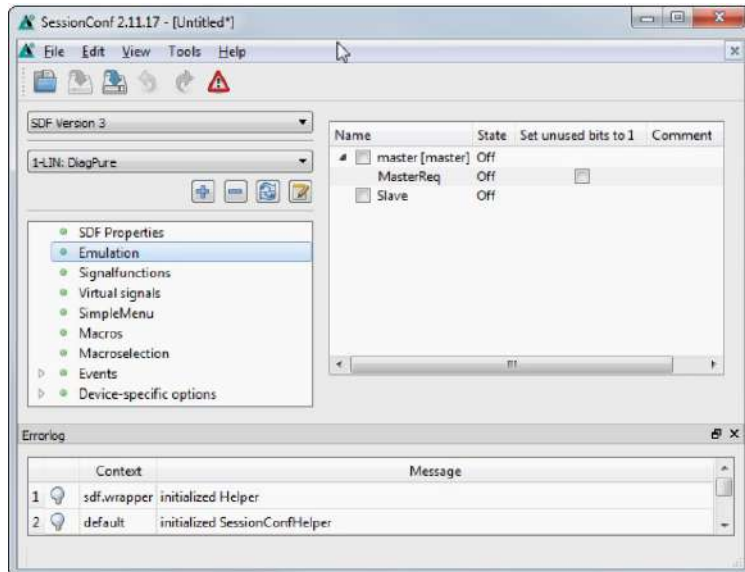 SessionConf 2.11.17 - [Untitled*]
File Edit View Tools Help
SDF Version 3
1-LIN: DiagPure
SDF Properties
Emulation
Signalfunctions
Virtual signals
SimpleMenu
Macros
Macroselection
Events
Device-specific options
Name State Set unused bits to 1 Comment
master [master] Off
MasterReq Off
Slave Off
Errorlog
Context Message
1 sdf.wrapper initialized Helper
2 default initialized SessionConfHelper